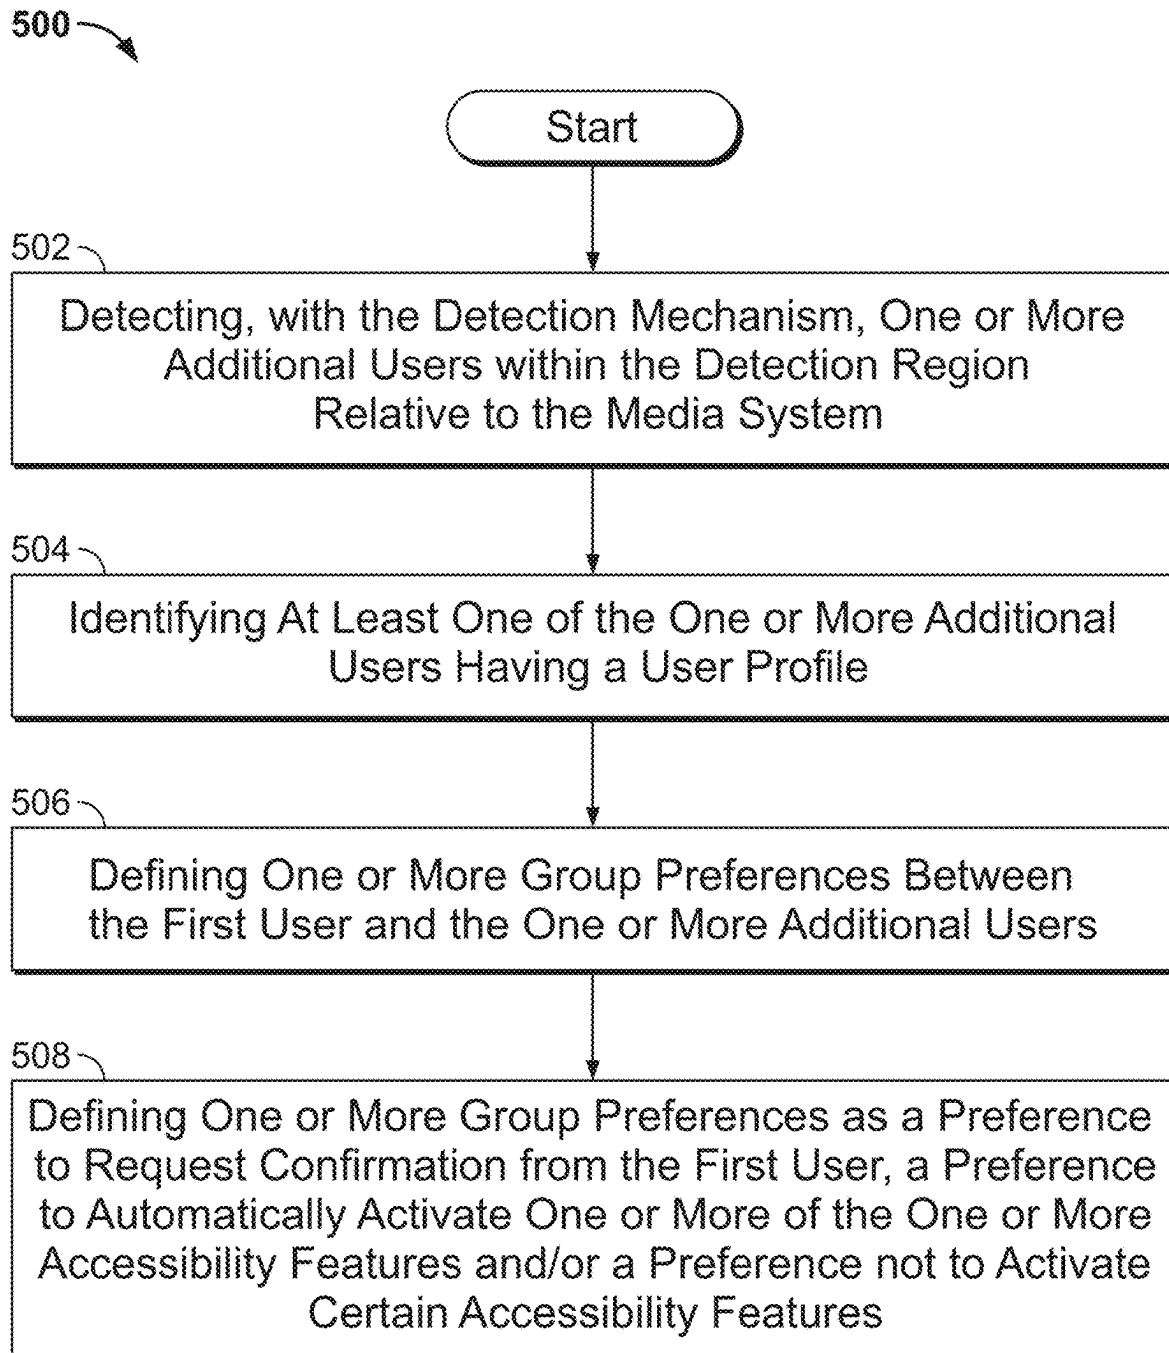 500
Start
502
Detecting, with the Detection Mechanism, One or More
Additional Users within the Detection Region
Relative to the Media System
504
Identifying At Least One of the One or More Additional
Users Having a User Profile
506
Defining One or More Group Preferences Between
the First User and the One or More Additional Users
508
Defining One or More Group Preferences as a Preference
to Request Confirmation from the First User, a Preference
to Automatically Activate One or More of the One or More
Accessibility Features and/or a Preference not to Activate
Certain Accessibility Features